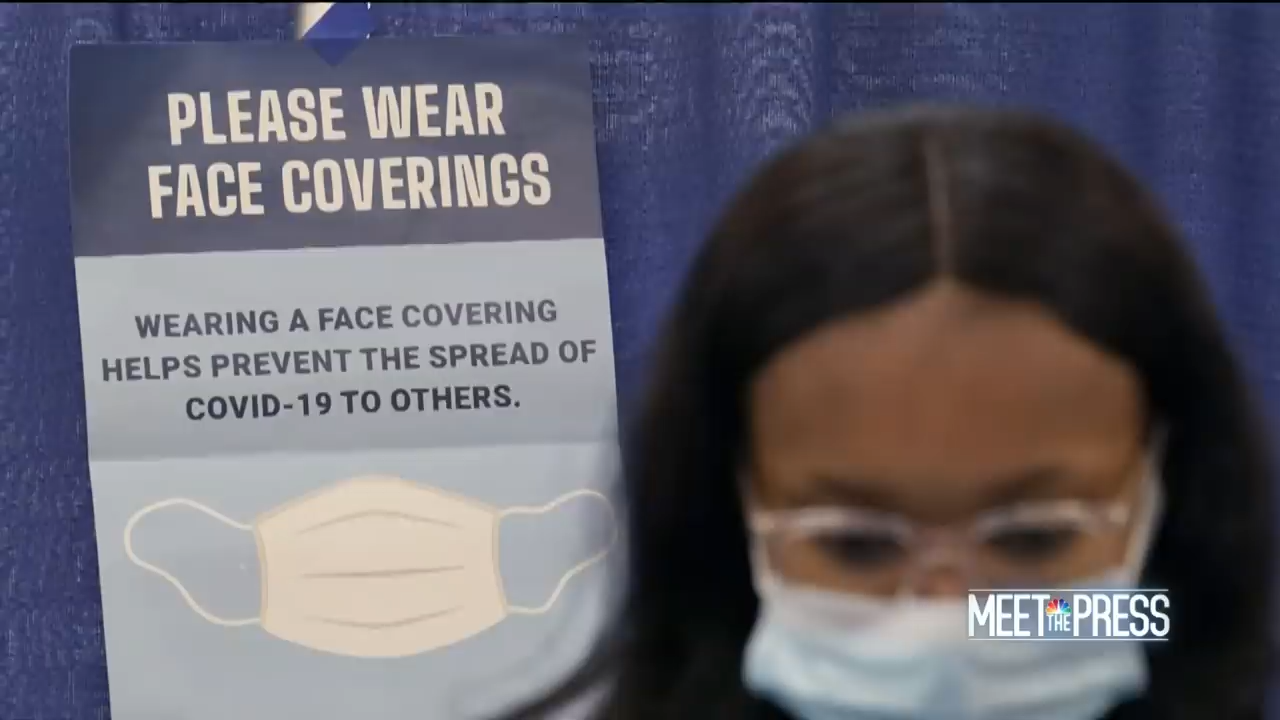 PLEASE WEAR
FACE COVERINGS
WEARING A FACE COVERING
HELPS PREVENT THE SPREAD OF
COVID-19 TO OTHERS.
MEET THE PRESS